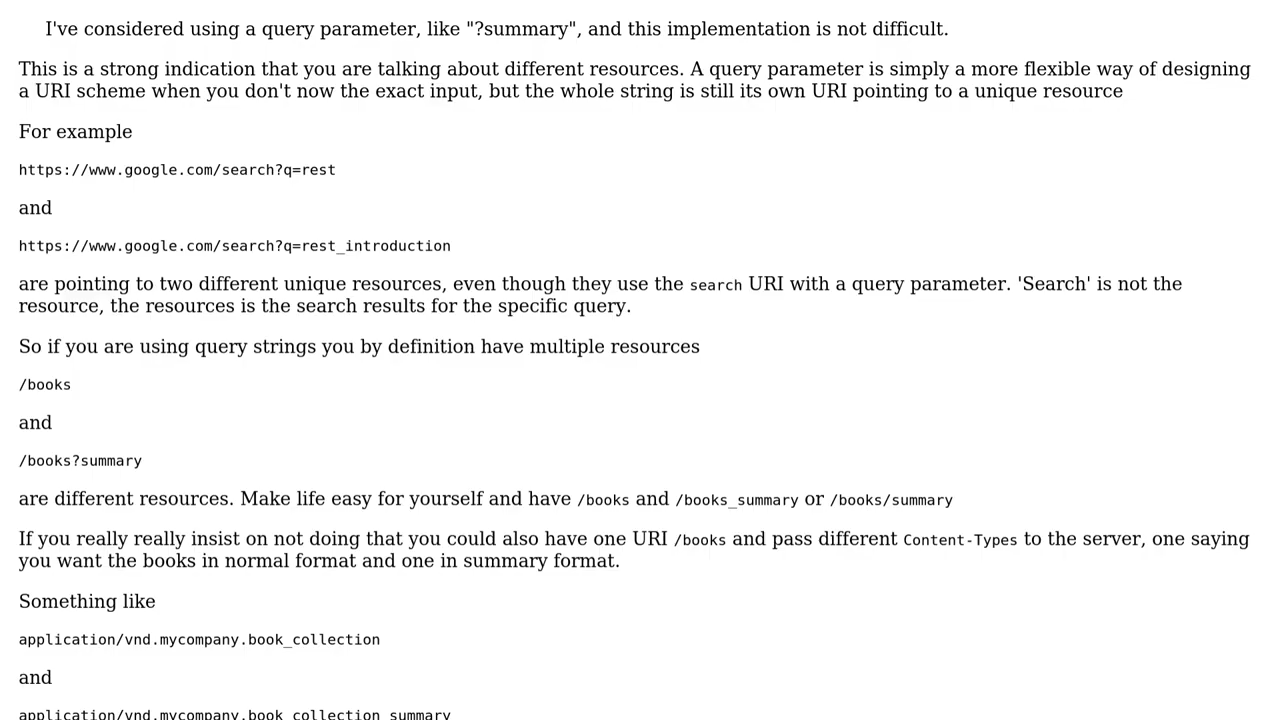 I've considered using a query parameter, like "?summary", and this implementation is not difficult.
This is a strong indication that you are talking about different resources. A query parameter is simply a more flexible way of designing
a URI scheme when you don't now the exact input, but the whole string is still its own URI pointing to a unique resource
For example
https://www.google.com/search?q=rest
and
https://www.google.com/search?q=rest_introduction
are pointing to two different unique resources, even though they use the search URI with a query parameter. 'Search' is not the
resource, the resources is the search results for the specific query.
So if you are using query strings you by definition have multiple resources
/books
and
/books?summary
are different resources. Make life easy for yourself and have /books and /books_summary or /books/summary
If you really really insist on not doing that you could also have one URI /books and pass different Content-Types to the server, one saying
you want the books in normal format and one in summary format.
Something like
application/vnd.mycompany.book_collection
and
application/vnd.mycompany.book_collection_summary